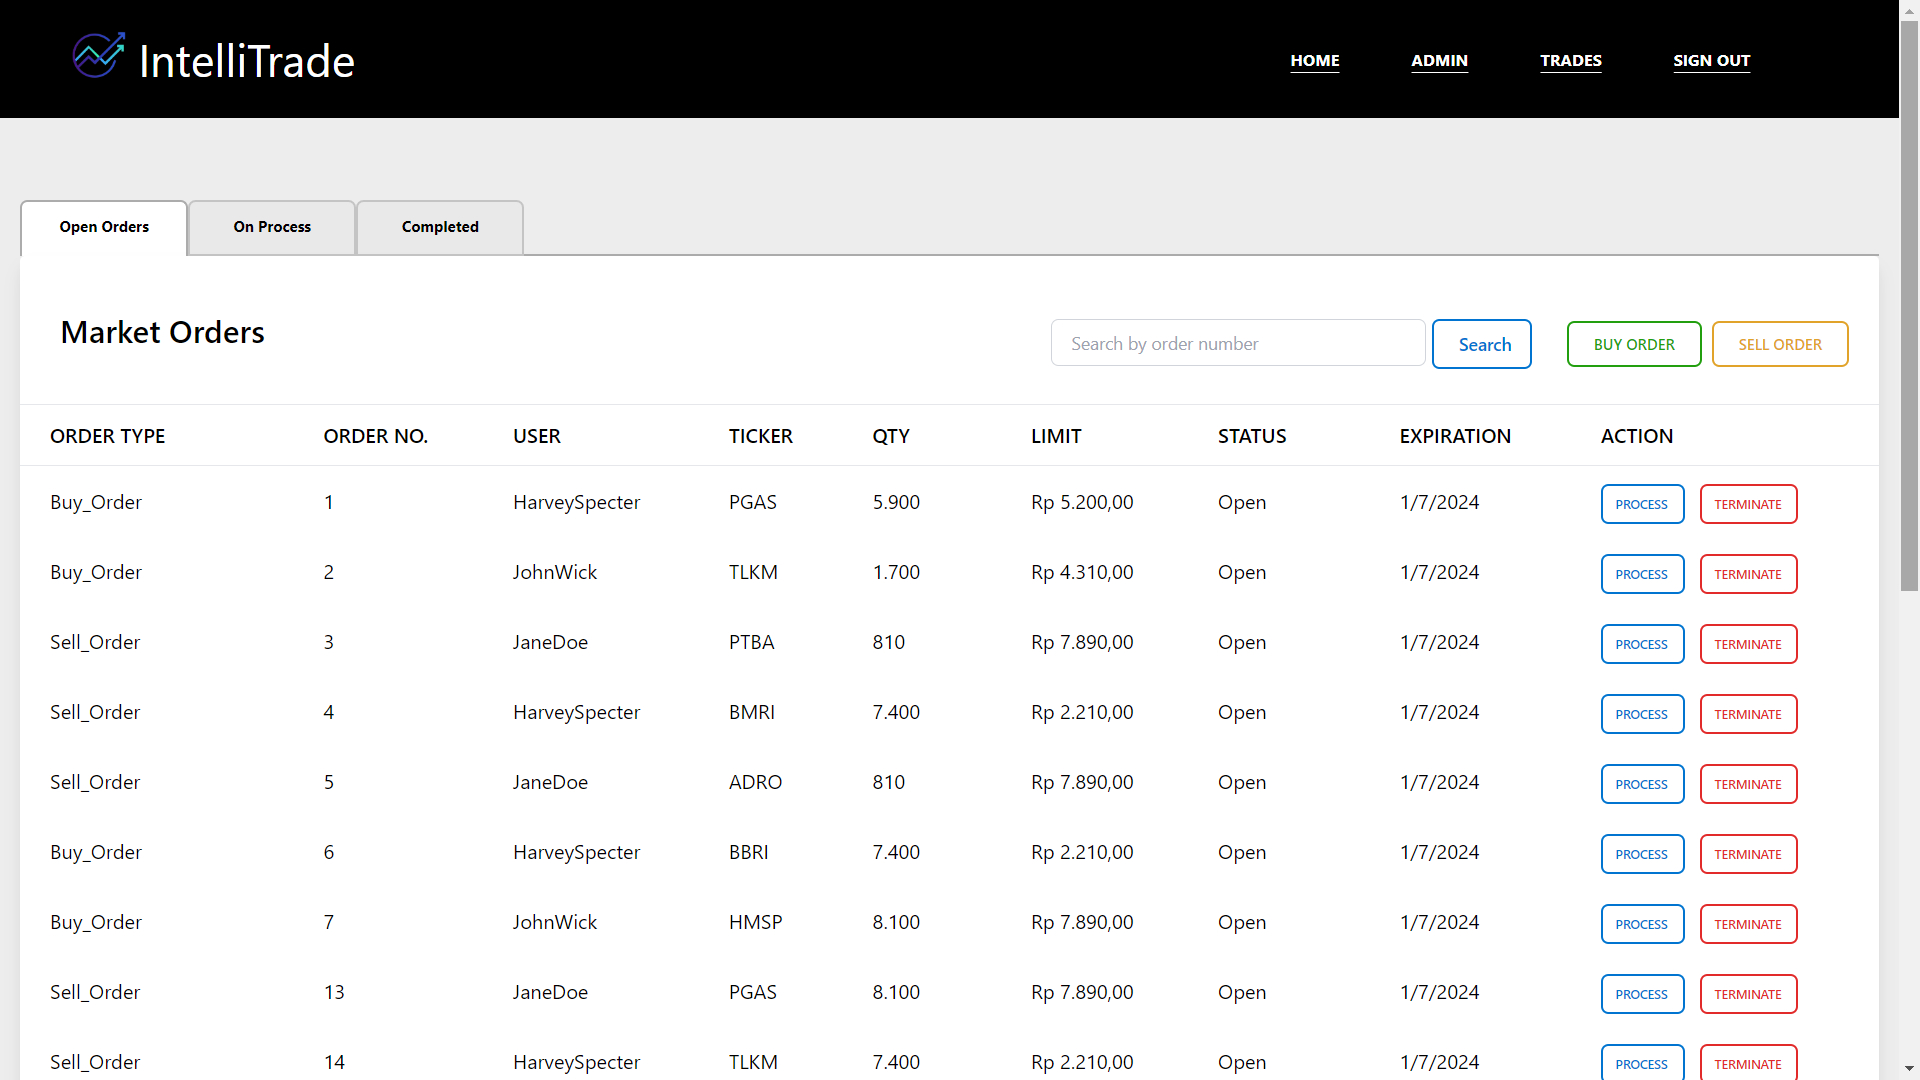 IntelliTrade HOME ADMIN TRADES SIGN OUT
Open Orders On Process Completed
Market Orders Search by order number Search BUY ORDER SELL ORDER
ORDER TYPE ORDER NO. USER TICKER QTY LIMIT STATUS EXPIRATION ACTION
Buy_Order 1 HarveySpecter PGAS 5.900 Rp 5.200,00 Open 1/7/2024 PROCESS TERMINATE
Buy_Order 2 JohnWick TLKM 1.700 Rp 4.310,00 Open 1/7/2024 PROCESS TERMINATE
Sell_Order 3 JaneDoe PTBA 810 Rp 7.890,00 Open 1/7/2024 PROCESS TERMINATE
Sell_Order 4 HarveySpecter BMRI 7.400 Rp 2.210,00 Open 1/7/2024 PROCESS TERMINATE
Sell_Order 5 JaneDoe ADRO 810 Rp 7.890,00 Open 1/7/2024 PROCESS TERMINATE
Buy_Order 6 HarveySpecter BBRI 7.400 Rp 2.210,00 Open 1/7/2024 PROCESS TERMINATE
Buy_Order 7 JohnWick HMSP 8.100 Rp 7.890,00 Open 1/7/2024 PROCESS TERMINATE
Sell_Order 13 JaneDoe PGAS 8.100 Rp 7.890,00 Open 1/7/2024 PROCESS TERMINATE
Sell_Order 14 HarveySpecter TLKM 7.400 Rp 2.210,00 Open 1/7/2024 PROCESS TERMINATE